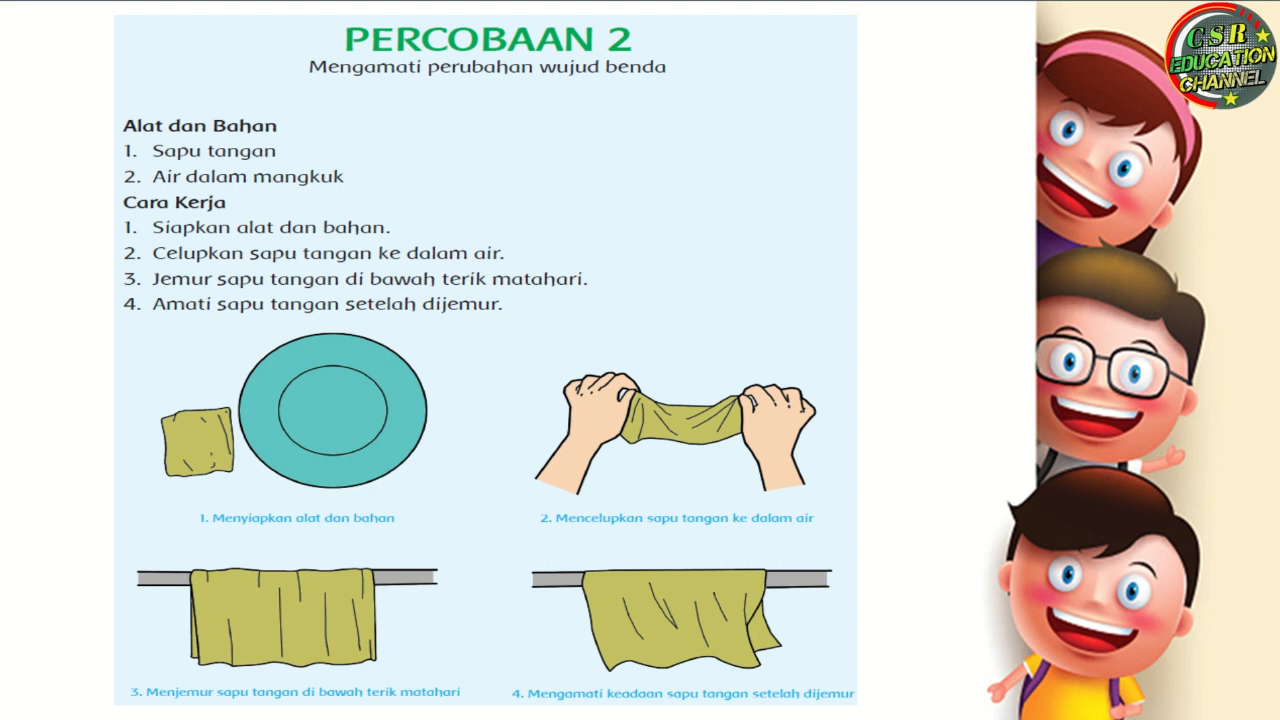 PERCOBAAN 2
Mengamati perubahan wujud benda
Alat dan Bahan
1. Sapu tangan
2. Air dalam mangkuk
Cara Kerja
1. Siapkan alat dan bahan.
2. Celupkan sapu tangan ke dalam air.
3. Jemur sapu tangan di bawah terik matahari.
4. Amati sapu tangan setelah dijemur.
1. Menyiapkan alat dan bahan
2. Mencelupkan sapu tangan ke dalam air
3. Menjemur sapu tangan di bawah terik matahari
4. Mengamati keadaan sapu tangan setelah dijemur
C S R
EDUCATION
CHANNEL